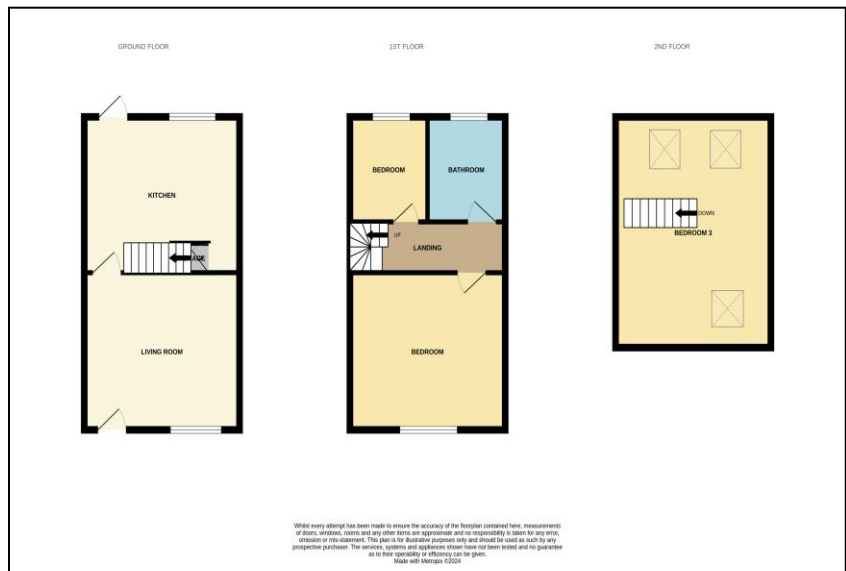 GROUND FLOOR
1ST FLOOR
2ND FLOOR
KITCHEN
LIVING ROOM
BEDROOM
BATHROOM
UP
LANDING
BEDROOM
DOWN
BEDROOM 3
Whilst every attempt has been made to ensure the accuracy of the floorplan contained here, measurements
of doors, windows, rooms and any other items are approximate and no responsibility is taken for any error,
omission or mis-statement. This plan is for illustrative purposes only and should be used as such by any
prospective purchaser. The services, systems and appliances shown have not been tested and no guarantee
as to their operability or efficiency can be given.
Made with Metropix ©2024